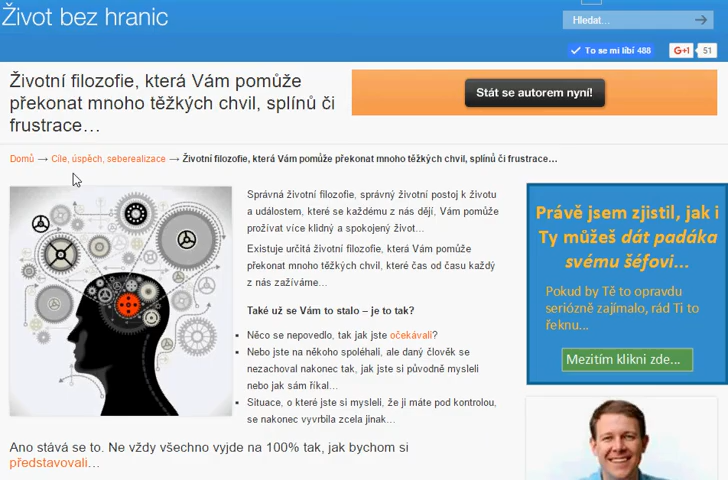 Život bez hranic
Hledat...
To se mi líbí 488
G+1 51
Životní filozofie, která Vám pomůže
překonat mnoho těžkých chvil, splínů či
frustrace…
Stát se autorem nyní!
Domů → Cíle, úspěch, seberealizace → Životní filozofie, která Vám pomůže překonat mnoho těžkých chvil, splínů či frustrace…
Správná životní filozofie, správný životní postoj k životu
a událostem, které se každému z nás dějí, Vám pomůže
prožívat více klidný a spokojený život…
Existuje určitá životní filozofie, která Vám pomůže
překonat mnoho těžkých chvil, které čas od času každý
z nás zažíváme…
Také už se Vám to stalo – je to tak?
Něco se nepovedlo, tak jak jste očekávali?
Nebo jste na někoho spoléhali, ale daný člověk se
nezachoval nakonec tak, jak jste si původně mysleli
nebo jak sám říkal…
Situace, o které jste si mysleli, že ji máte pod kontrolou,
se nakonec vyvrbila zcela jinak…
Ano stává se to. Ne vždy všechno vyjde na 100% tak, jak bychom si
představovali…
Právě jsem zjistil, jak i
Ty můžeš dát padáka
svému šéfovi...
Pokud by Tě to opravdu
seriózně zajímalo, rád Ti to
řeknu...
Mezitím klikni zde...